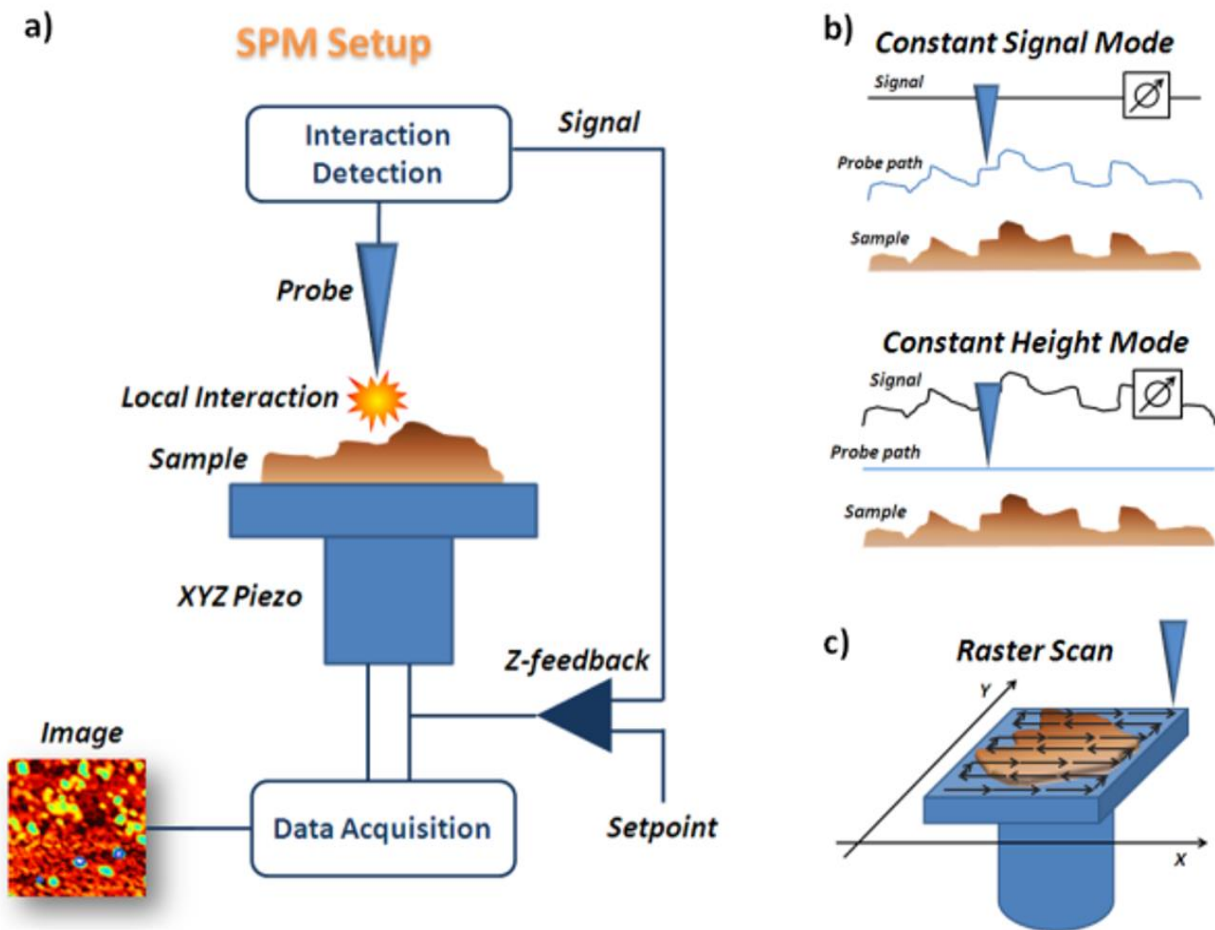 a)
SPM Setup
Interaction
Detection
Signal
Probe
Local Interaction
Sample
XYZ Piezo
Z-feedback
Image
Data Acquisition
Setpoint
b)
Constant Signal Mode
Signal
Probe path
Sample
Constant Height Mode
Signal
Probe path
Sample
c)
Raster Scan
Y
X